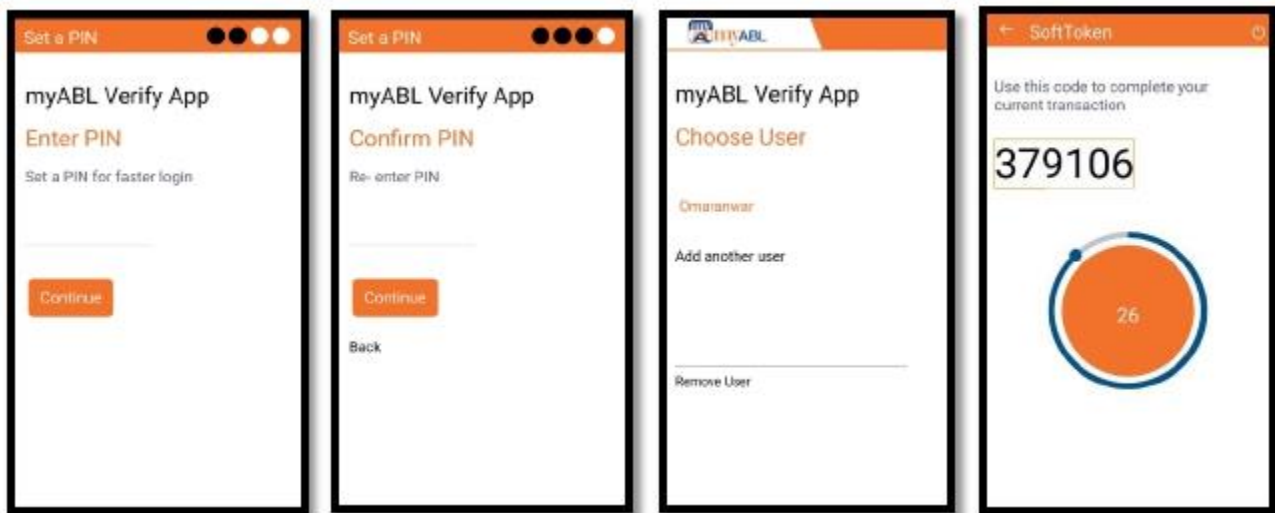 Set a PIN
myABL Verify App
Enter PIN
Set a PIN for faster login
Continue
Set a PIN
myABL Verify App
Confirm PIN
Re- enter PIN
Continue
Back
my
myABL
myABL Verify App
Choose User
Omaranwar
Add another user
Remove User
← SoftToken
Use this code to complete your
current transaction
379106
26